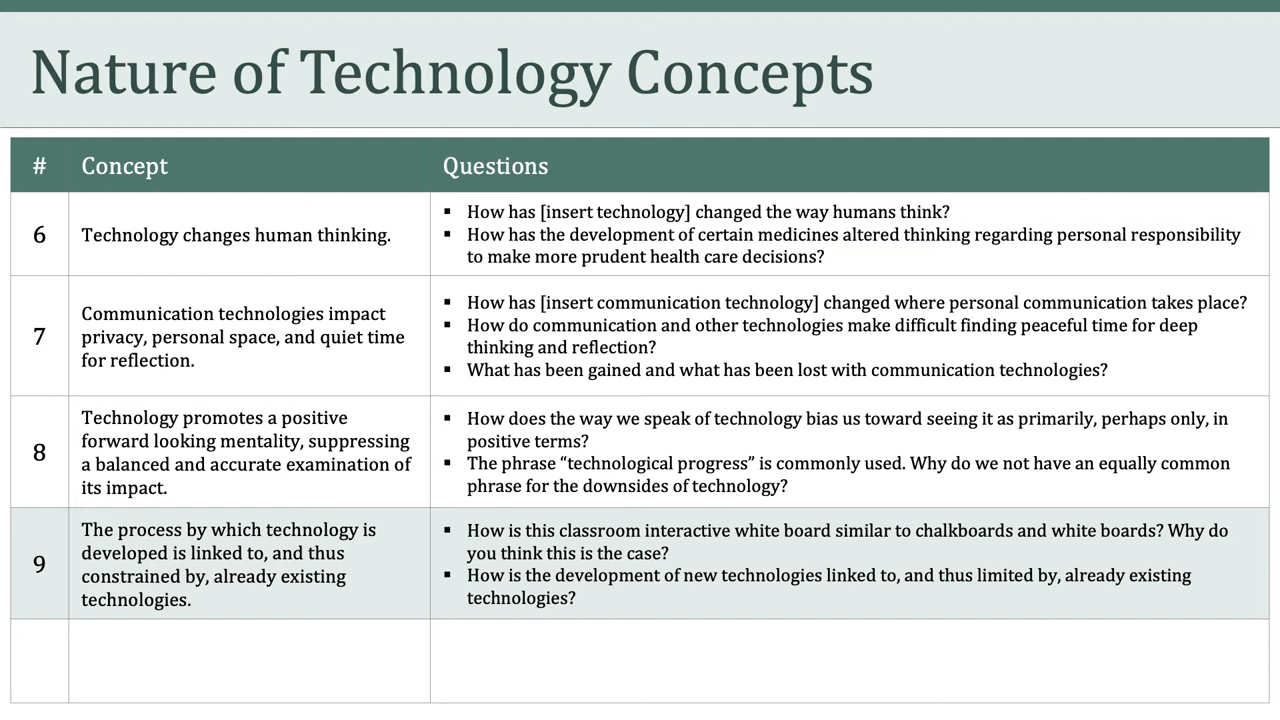 Nature of Technology Concepts
# Concept Questions
6
Technology changes human thinking.
▪ How has [insert technology] changed the way humans think?
▪ How has the development of certain medicines altered thinking regarding personal responsibility
to make more prudent health care decisions?
7
Communication technologies impact
privacy, personal space, and quiet time
for reflection.
▪ How has [insert communication technology] changed where personal communication takes place?
▪ How do communication and other technologies make difficult finding peaceful time for deep
thinking and reflection?
▪ What has been gained and what has been lost with communication technologies?
8
Technology promotes a positive
forward looking mentality, suppressing
a balanced and accurate examination of
its impact.
▪ How does the way we speak of technology bias us toward seeing it as primarily, perhaps only, in
positive terms?
▪ The phrase “technological progress” is commonly used. Why do we not have an equally common
phrase for the downsides of technology?
9
The process by which technology is
developed is linked to, and thus
constrained by, already existing
technologies.
▪ How is this classroom interactive white board similar to chalkboards and white boards? Why do
you think this is the case?
▪ How is the development of new technologies linked to, and thus limited by, already existing
technologies?